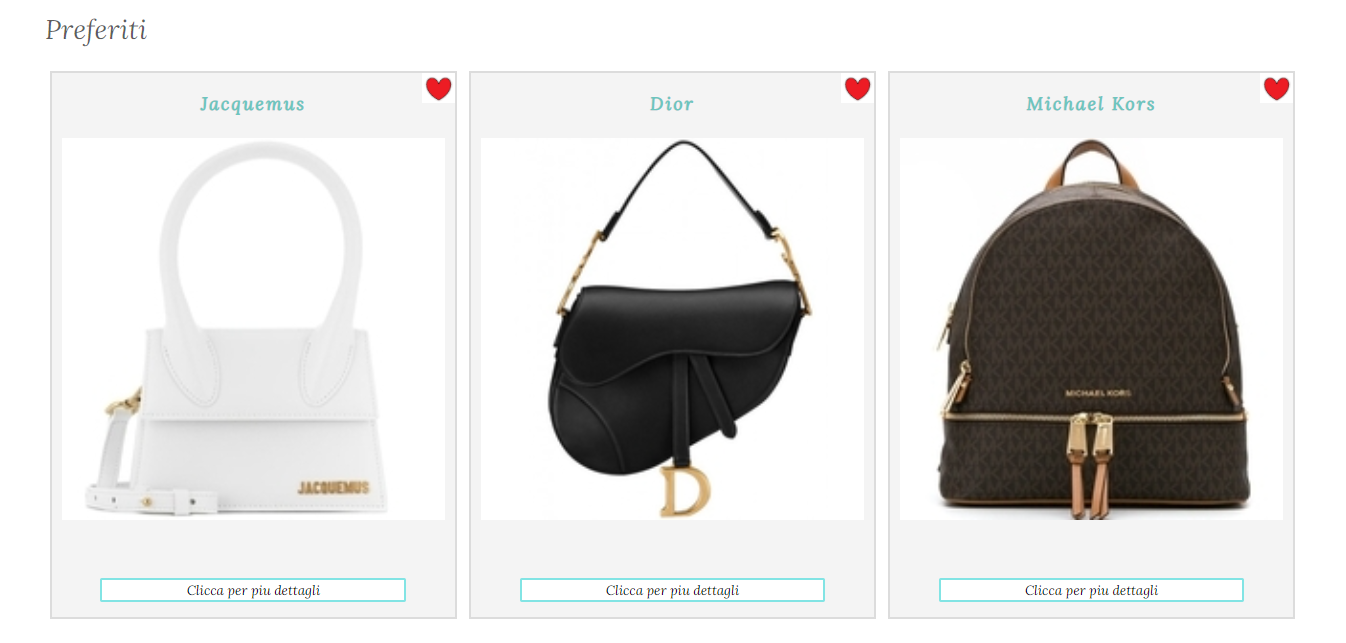 Preferiti
Jacquemus
Dior
Michael Kors
JACQUEMUS
D
MICHAEL KORS
Clicca per piu dettagli
Clicca per piu dettagli
Clicca per piu dettagli